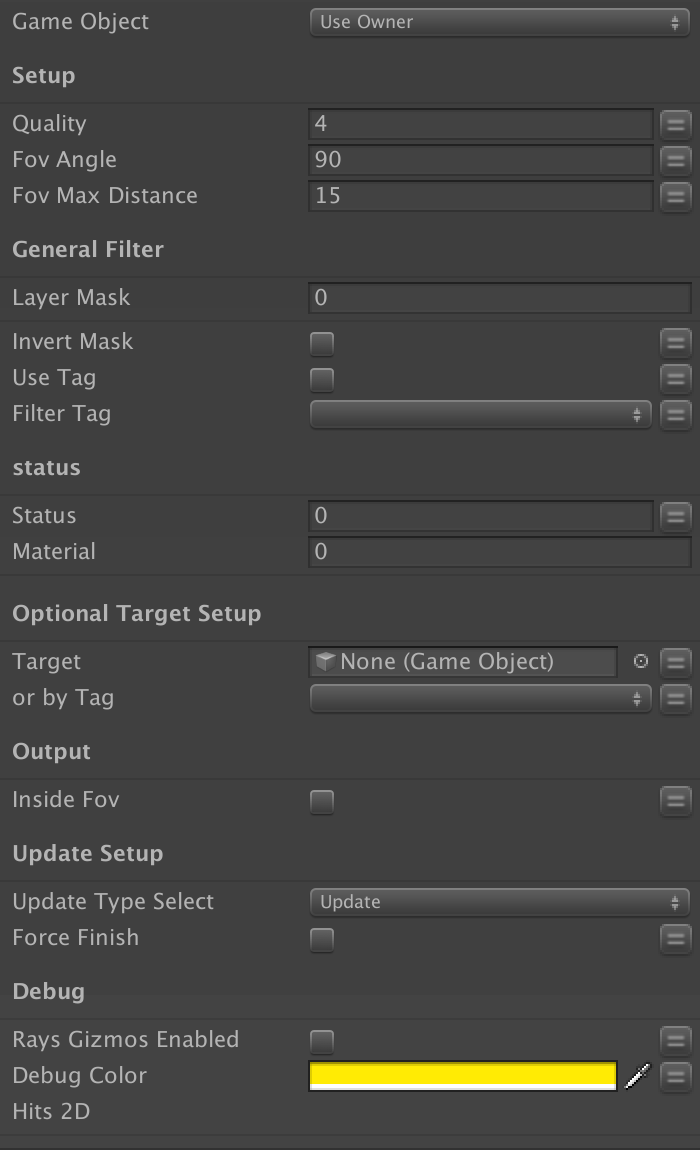 Game Object Use Owner
Setup
Quality 4
Fov Angle 90
Fov Max Distance 15
General Filter
Layer Mask 0
Invert Mask
Use Tag
Filter Tag
status
Status 0
Material 0
Optional Target Setup
Target None (Game Object)
or by Tag
Output
Inside Fov
Update Setup
Update Type Select Update
Force Finish
Debug
Rays Gizmos Enabled
Debug Color
Hits 2D